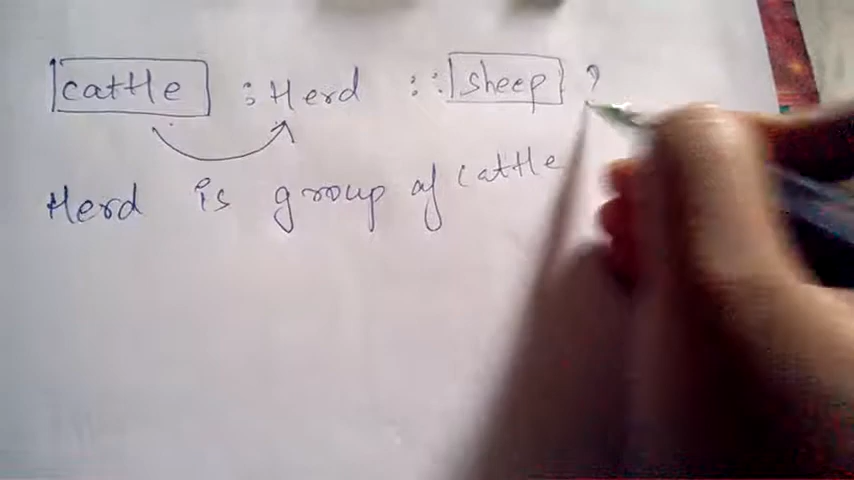 cattle : Herd :: sheep ?
Herd is group of cattle